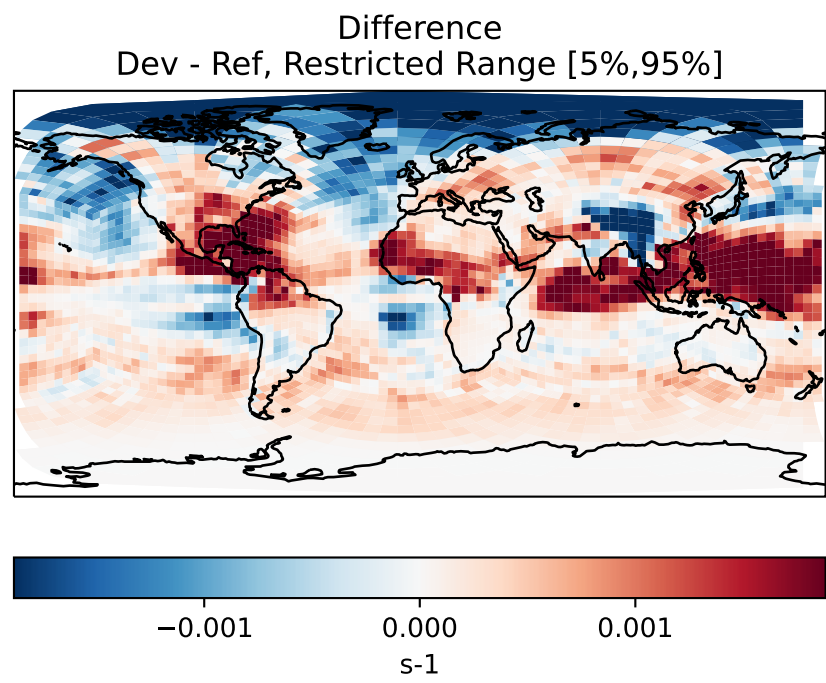 Difference
Dev - Ref, Restricted Range [5%,95%]
−0.001 0.000 0.001
s-1